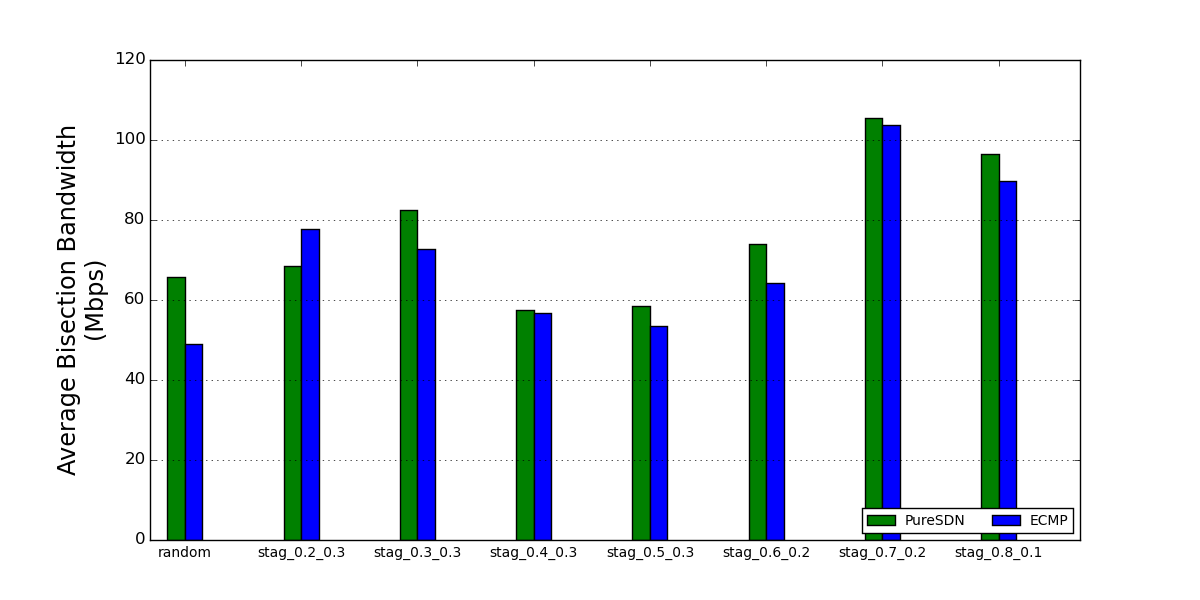 Average Bisection Bandwidth
(Mbps)
120
100
80
60
40
20
0
random stag_0.2_0.3 stag_0.3_0.3 stag_0.4_0.3 stag_0.5_0.3 stag_0.6_0.2 stag_0.7_0.2 stag_0.8_0.1
PureSDN ECMP